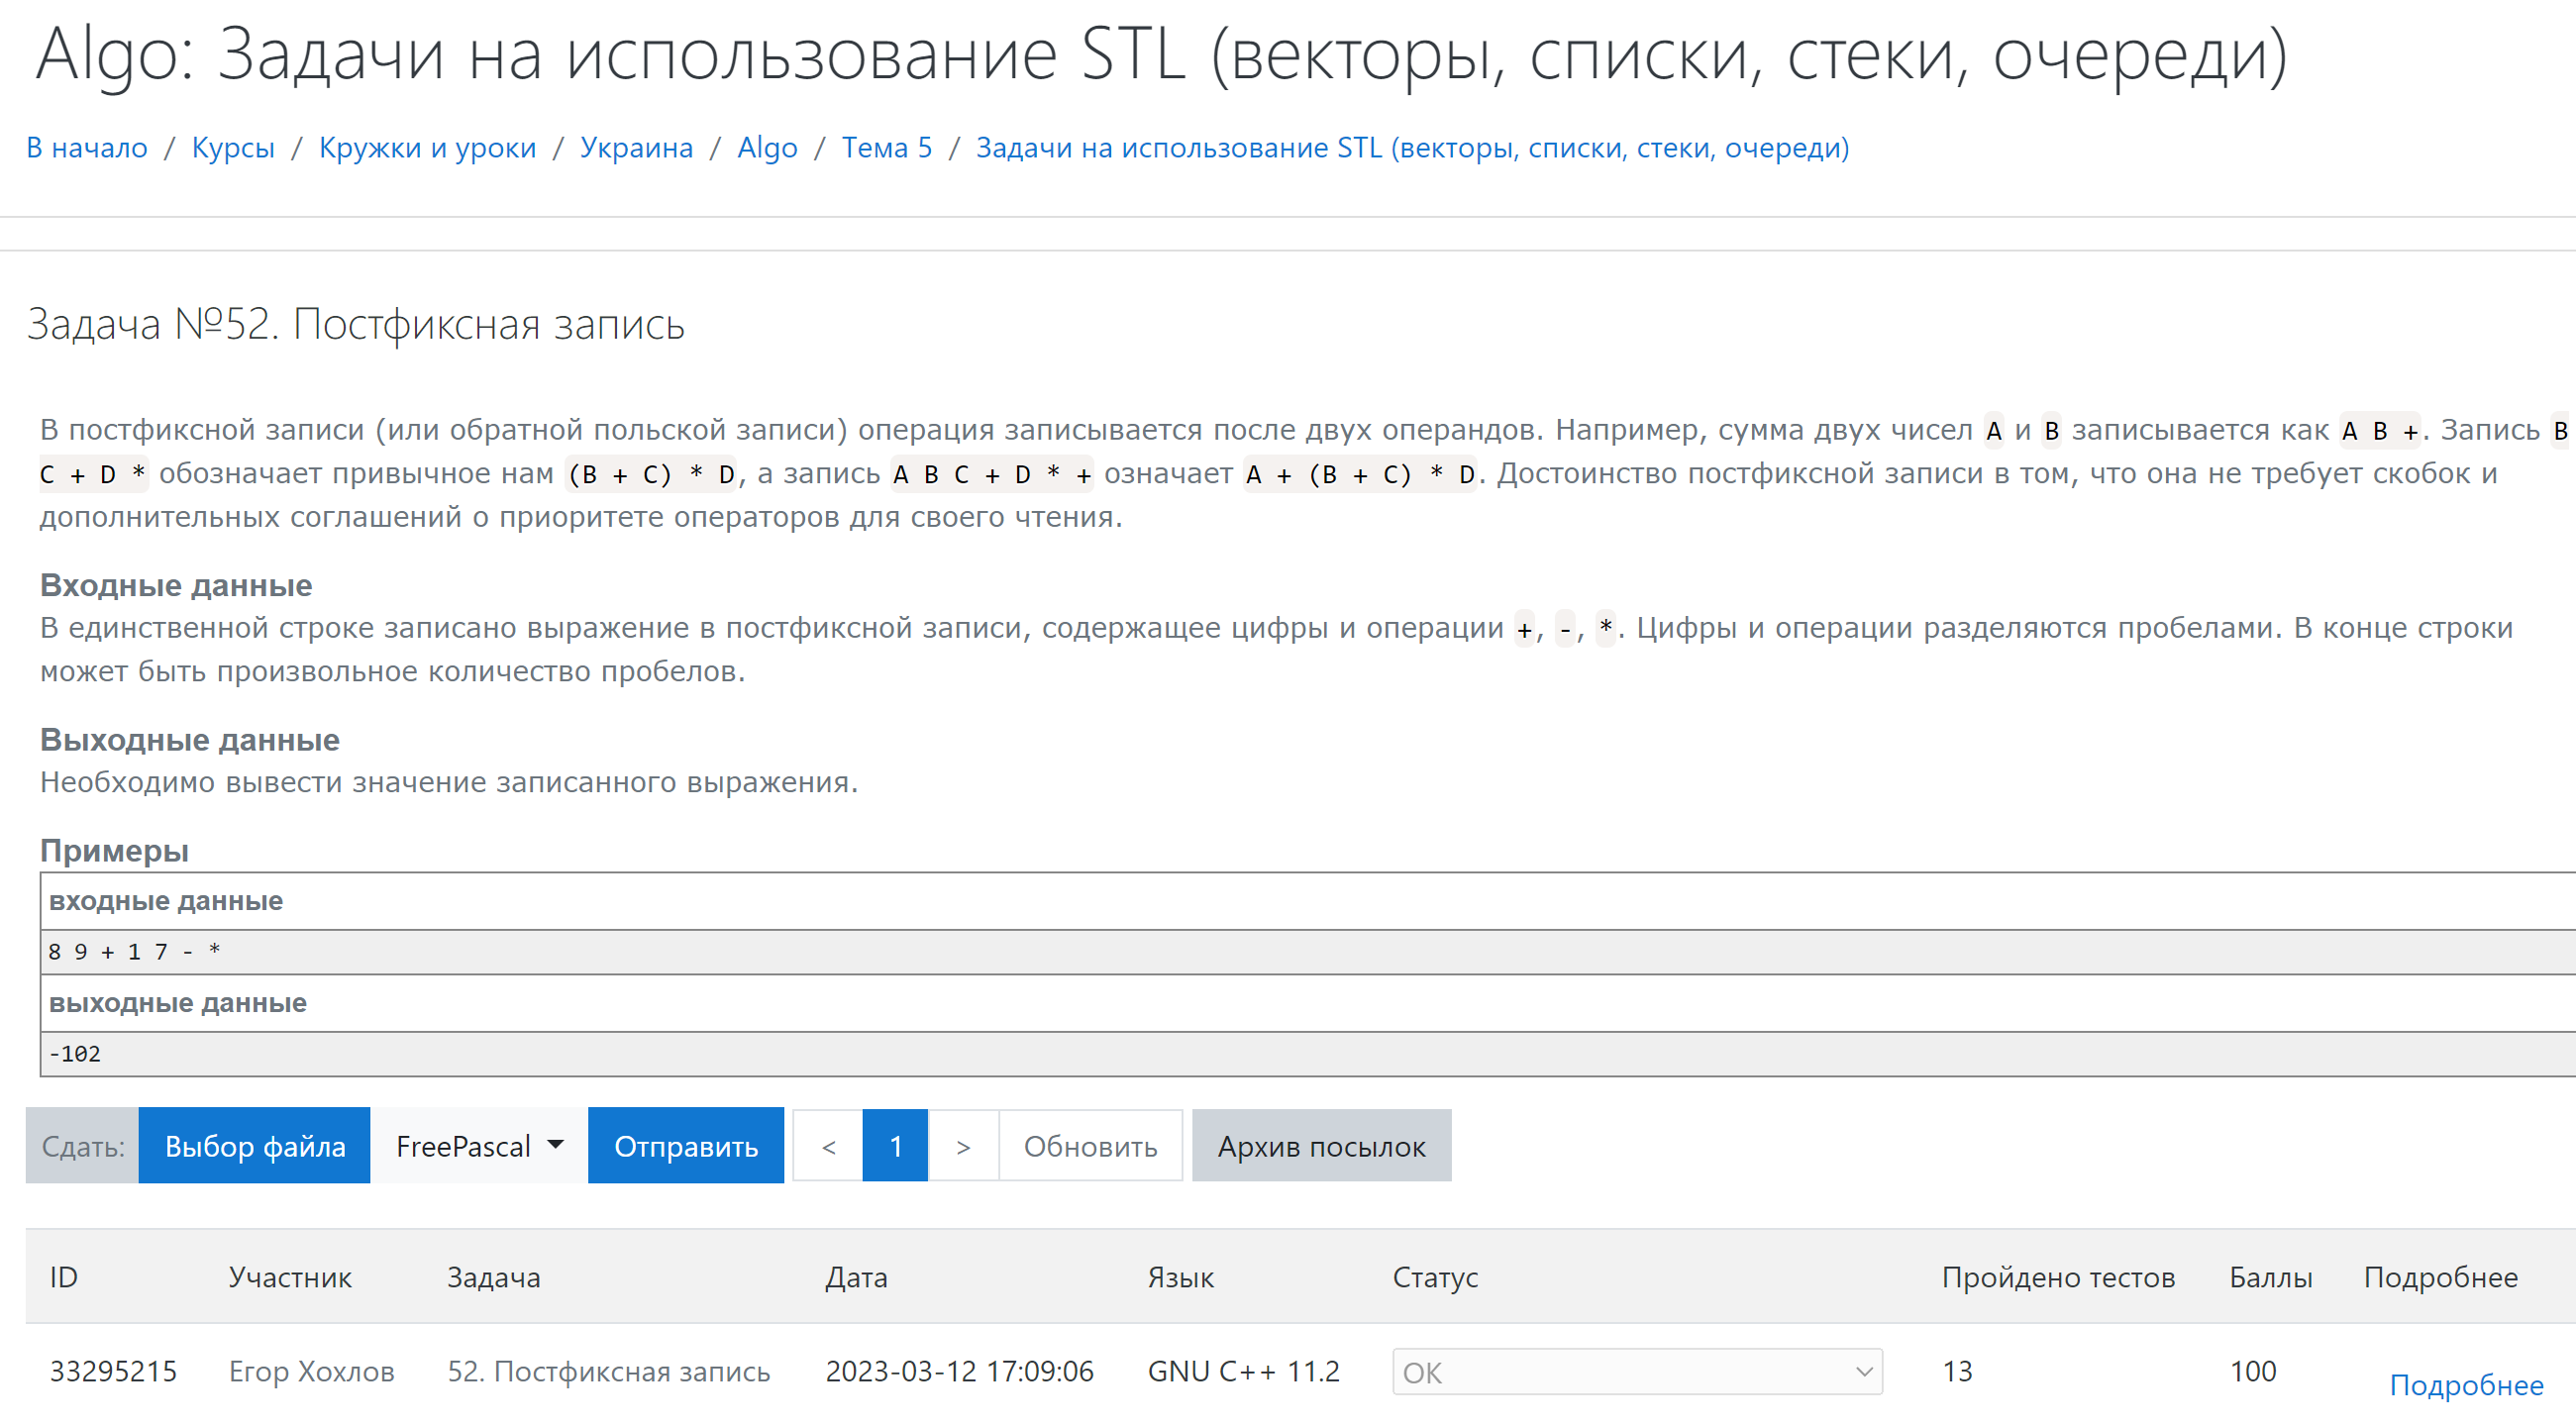 Algo: Задачи на использование STL (векторы, списки, стеки, очереди)
В начало / Курсы / Кружки и уроки / Украина / Algo / Тема 5 / Задачи на использование STL (векторы, списки, стеки, очереди)
Задача №52. Постфиксная запись
В постфиксной записи (или обратной польской записи) операция записывается после двух операндов. Например, сумма двух чисел A и B записывается как A B +. Запись B
C + D * обозначает привычное нам (B + C) * D, а запись A B C + D * + означает A + (B + C) * D. Достоинство постфиксной записи в том, что она не требует скобок и
дополнительных соглашений о приоритете операторов для своего чтения.
Входные данные
В единственной строке записано выражение в постфиксной записи, содержащее цифры и операции +, -, *. Цифры и операции разделяются пробелами. В конце строки
может быть произвольное количество пробелов.
Выходные данные
Необходимо вывести значение записанного выражения.
Примеры
входные данные
8 9 + 1 7 - *
выходные данные
-102
Сдать: Выбор файла FreePascal Отправить < 1 > Обновить Архив посылок
ID Участник Задача Дата Язык Статус Пройдено тестов Баллы Подробнее
33295215 Егор Хохлов 52. Постфиксная запись 2023-03-12 17:09:06 GNU C++ 11.2 OK 13 100 Подробнее